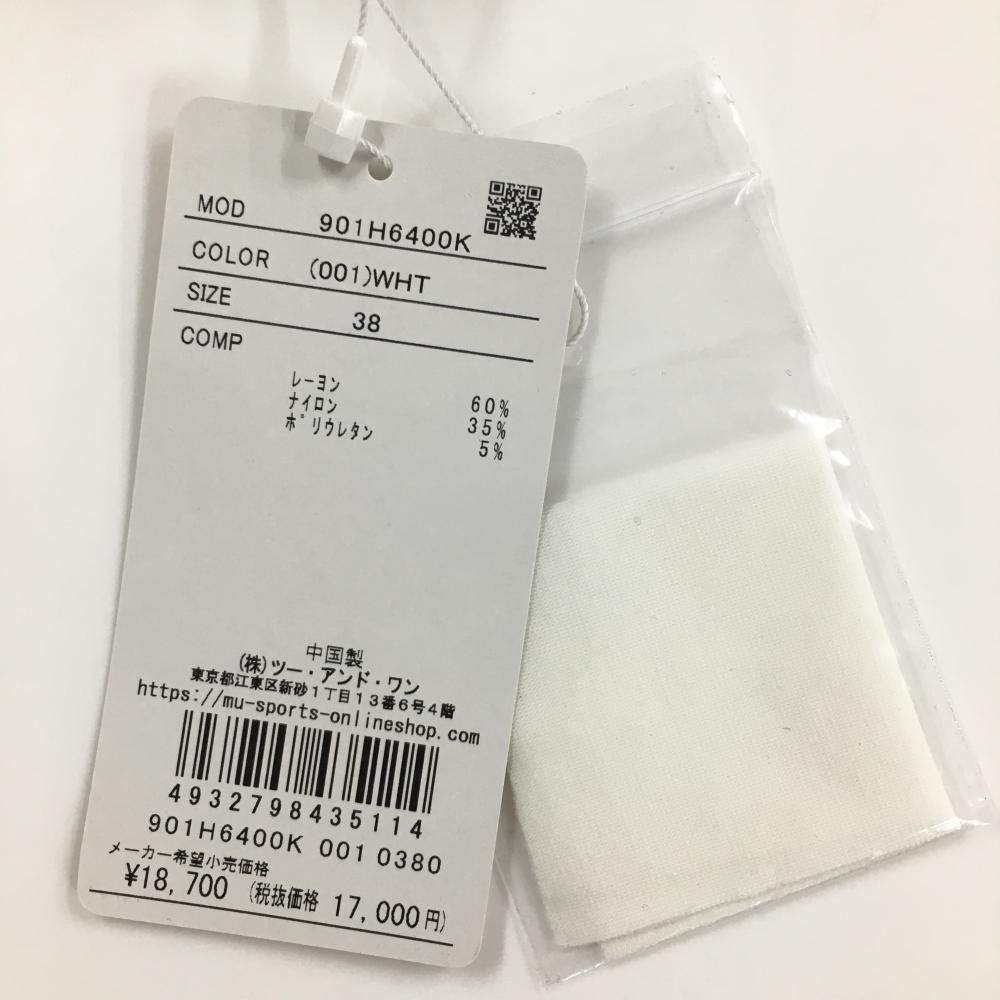 MOD 901H6400K
COLOR (001)WHT
SIZE 38
COMP
レーヨン 60%
ナイロン 35%
ポリウレタン 5%
中国製
(株)ツー・アンド・ワン
東京都江東区新砂1丁目13番6号4階
https://mu-sports-onlineshop.com
4932798435114
901H6400K 001 0380
メーカー希望小売価格
¥18,700 (税抜価格 17,000円)